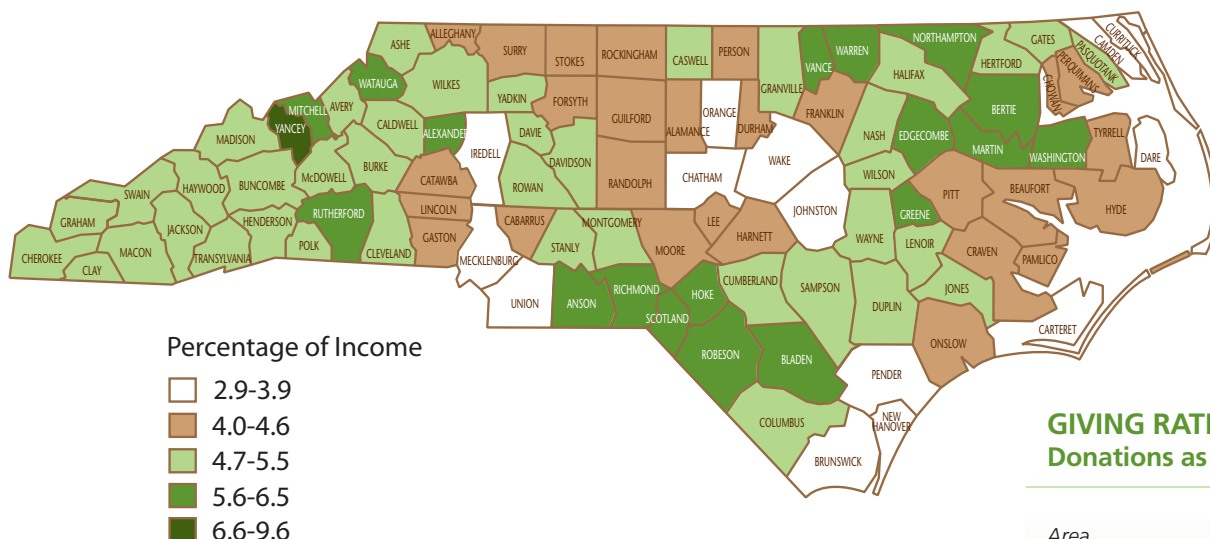 ALLEGHANY
ASHE
SURRY
STOKES
ROCKINGHAM
CASWELL
PERSON
GRANVILLE
VANCE
WARREN
NORTHAMPTON
HALIFAX
HERTFORD
GATES
CURRITUCK
CAMDEN
PASQUOTANK
PERQUIMANS
CHOWAN
WATAUGA
WILKES
YADKIN
FORSYTH
GUILFORD
ALAMANCE
ORANGE
DURHAM
FRANKLIN
NASH
EDGECOMBE
BERTIE
MARTIN
WASHINGTON
TYRRELL
DARE
MITCHELL
YANCEY
AVERY
CALDWELL
ALEXANDER
IREDELL
DAVIE
DAVIDSON
RANDOLPH
CHATHAM
WAKE
WILSON
MADISON
BURKE
McDOWELL
BUNCOMBE
HAYWOOD
SWAIN
GRAHAM
CHEROKEE
CLAY
MACON
JACKSON
TRANSYLVANIA
HENDERSON
POLK
RUTHERFORD
CLEVELAND
CATAWBA
LINCOLN
GASTON
ROWAN
CABARRUS
MECKLENBURG
UNION
STANLY
MONTGOMERY
ANSON
RICHMOND
MOORE
LEE
HARNETT
JOHNSTON
HOKE
SCOTLAND
CUMBERLAND
SAMPSON
WAYNE
GREENE
LENOIR
PITT
BEAUFORT
HYDE
CRAVEN
PAMLICO
JONES
DUPLIN
ONSLOW
CARTERET
ROBESON
BLADEN
COLUMBUS
PENDER
NEW
HANOVER
BRUNSWICK
Percentage of Income
2.9-3.9
4.0-4.6
4.7-5.5
5.6-6.5
6.6-9.6
GIVING RAT
Donations as
Area